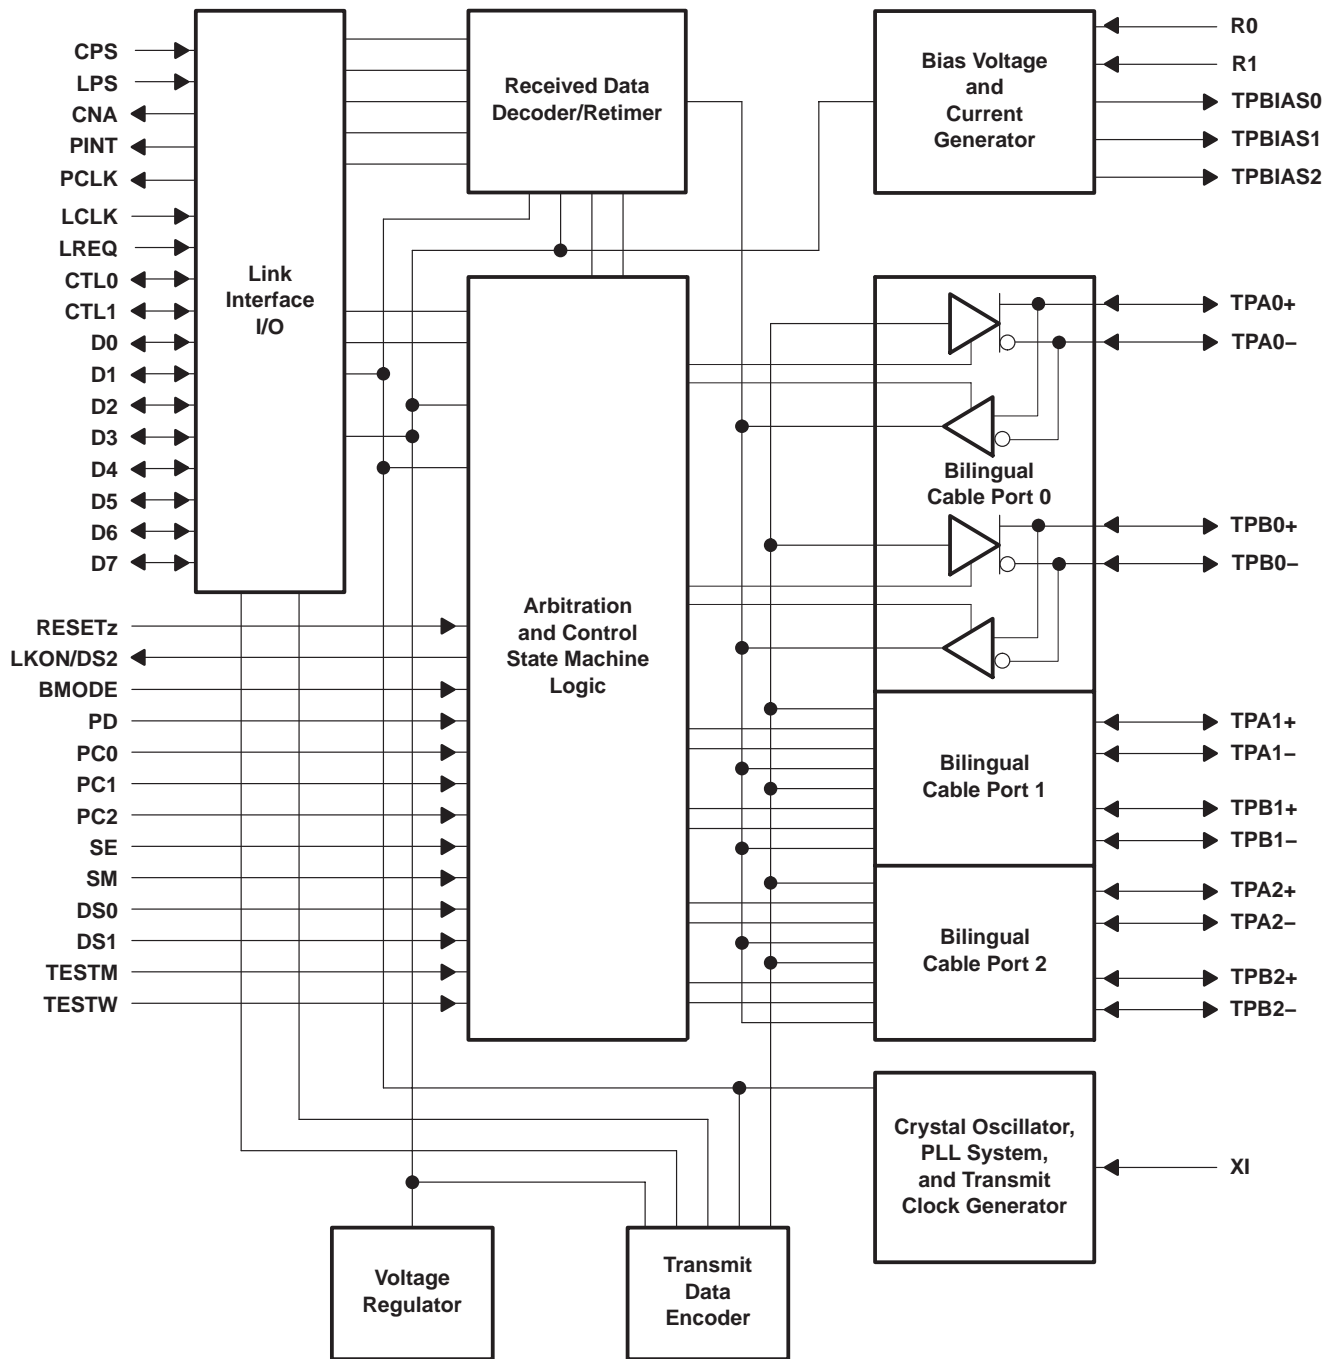 CPS
LPS
CNA
PINT
PCLK
LCLK
LREQ
CTL0
CTL1
D0
D1
D2
D3
D4
D5
D6
D7
RESETz
LKON/DS2
BMODE
PD
PC0
PC1
PC2
SE
SM
DS0
DS1
TESTM
TESTW
Link
Interface
I/O
Received Data
Decoder/Retimer
Arbitration
and Control
State Machine
Logic
Bias Voltage
and
Current
Generator
Bilingual
Cable Port 0
Bilingual
Cable Port 1
Bilingual
Cable Port 2
Crystal Oscillator,
PLL System,
and Transmit
Clock Generator
Voltage
Regulator
Transmit
Data
Encoder
R0
R1
TPBIAS0
TPBIAS1
TPBIAS2
TPA0+
TPA0–
TPB0+
TPB0–
TPA1+
TPA1–
TPB1+
TPB1–
TPA2+
TPA2–
TPB2+
TPB2–
XI